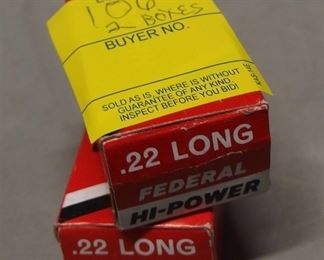 106
2 BOXES
BUYER NO.
SOLD AS IS, WHERE IS WITHOUT
GUARANTEE OF ANY KIND.
INSPECT BEFORE YOU BID!
.22 LONG
FEDERAL
HI-POWER
.22 LONG